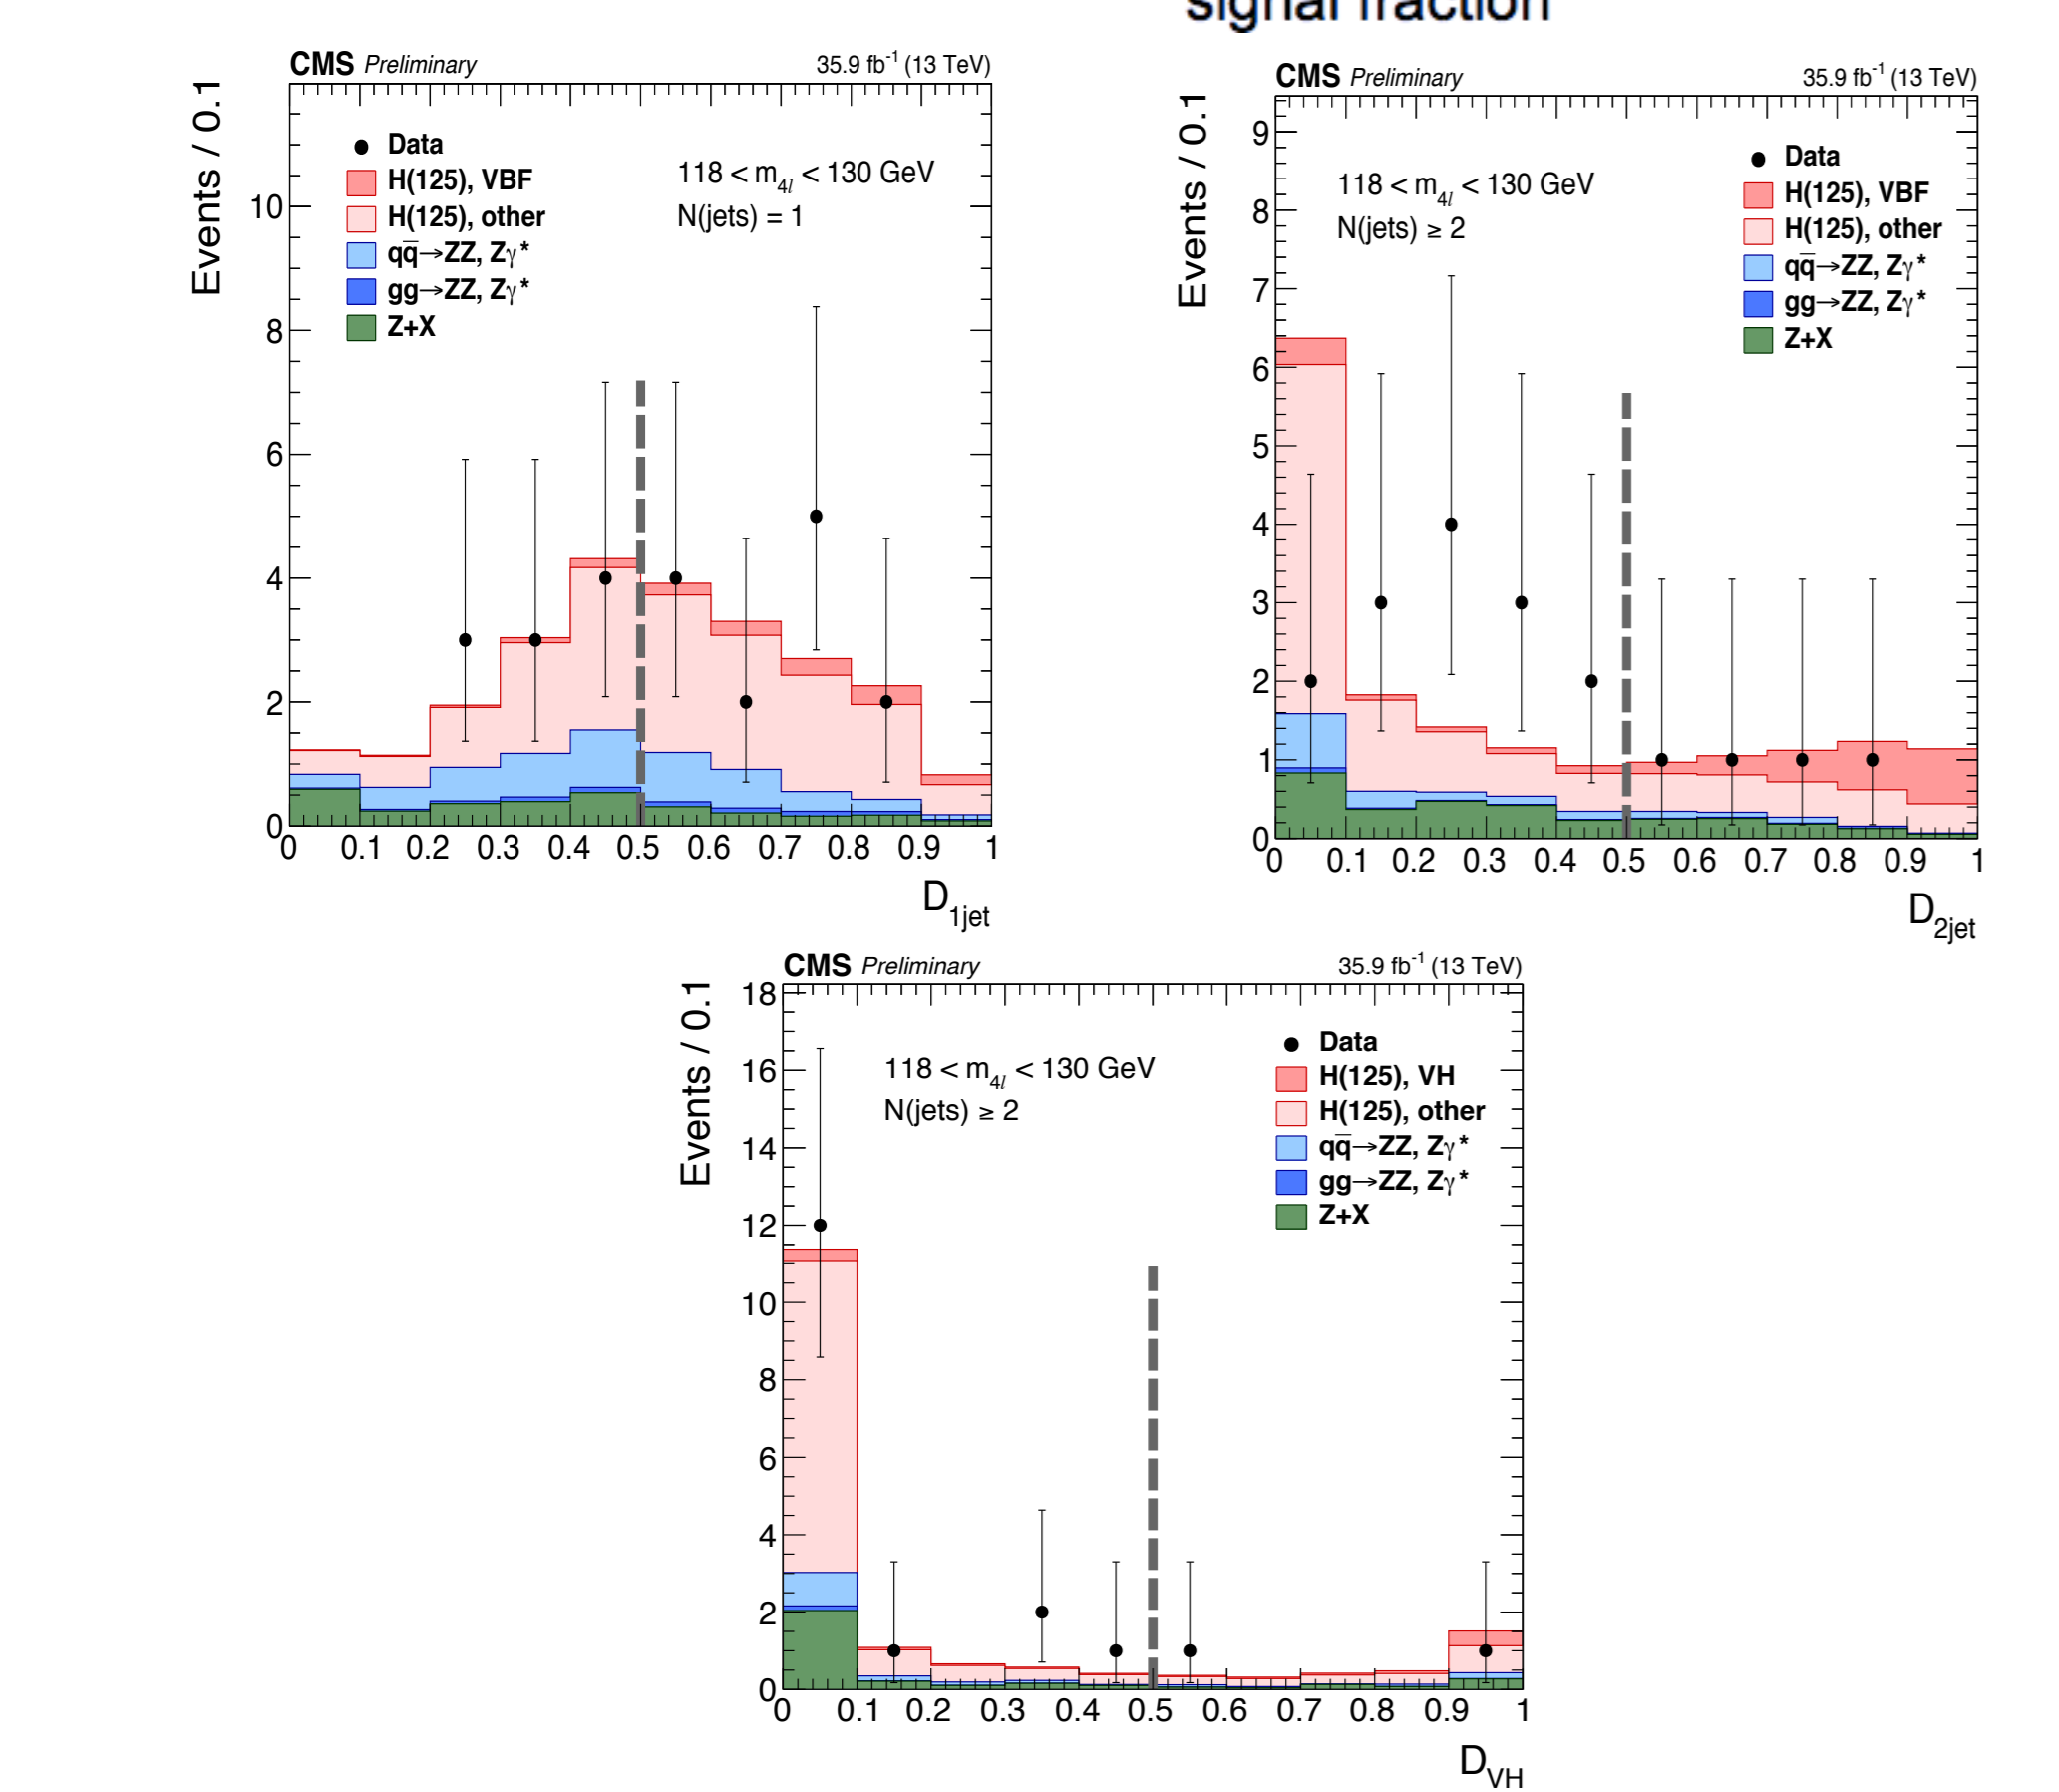 signal fraction
CMS Preliminary 35.9 fb⁻¹ (13 TeV)
Events / 0.1
Data
H(125), VBF
H(125), other
qq̅→ZZ, Zγ*
gg→ZZ, Zγ*
Z+X
118 < m4l < 130 GeV
N(jets) = 1
10
8
6
4
2
0
0 0.1 0.2 0.3 0.4 0.5 0.6 0.7 0.8 0.9 1
D1jet
CMS Preliminary 35.9 fb⁻¹ (13 TeV)
Events / 0.1
118 < m4l < 130 GeV
N(jets) ≥ 2
Data
H(125), VBF
H(125), other
qq̅→ZZ, Zγ*
gg→ZZ, Zγ*
Z+X
9
8
7
6
5
4
3
2
1
0
0 0.1 0.2 0.3 0.4 0.5 0.6 0.7 0.8 0.9 1
D2jet
CMS Preliminary 35.9 fb⁻¹ (13 TeV)
Events / 0.1
118 < m4l < 130 GeV
N(jets) ≥ 2
Data
H(125), VH
H(125), other
qq̅→ZZ, Zγ*
gg→ZZ, Zγ*
Z+X
18
16
14
12
10
8
6
4
2
0
0 0.1 0.2 0.3 0.4 0.5 0.6 0.7 0.8 0.9 1
DVH